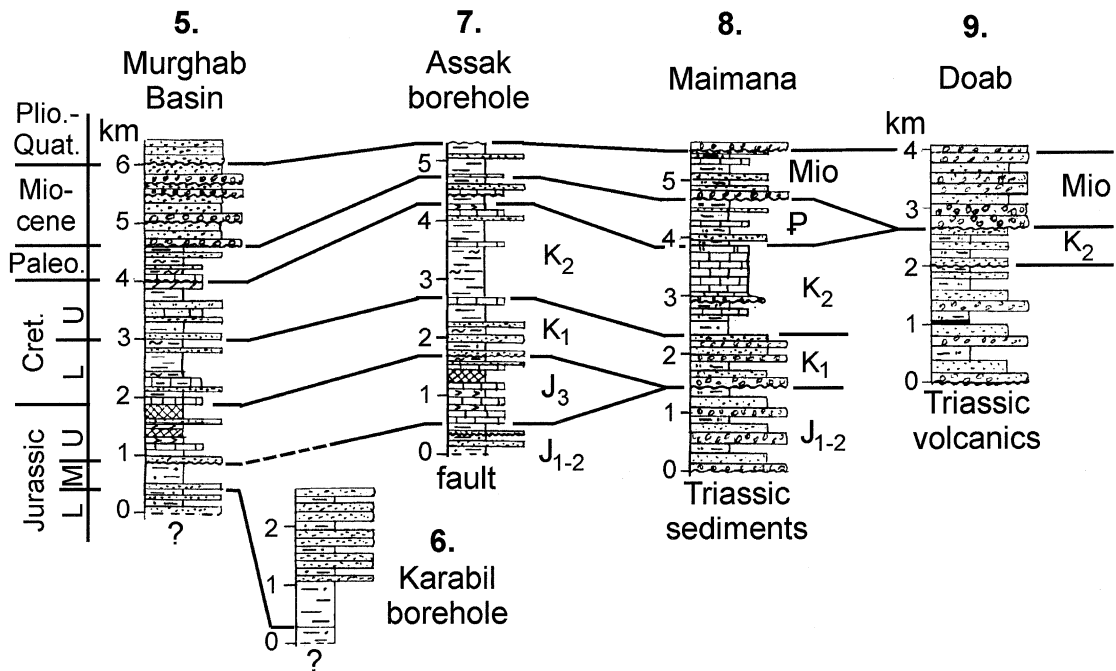 5.
Murghab
Basin
7.
Assak
borehole
8.
Maimana
9.
Doab
Plio.-
Quat.
Mio-
cene
Paleo.
Cret.
U
L
Jurassic
U
M
L
km
6
5
4
3
2
1
0
?
5
4
3
2
1
0
fault
K2
K1
J3
J1-2
5
4
3
2
1
0
Triassic
sediments
Mio
P
K2
K1
J1-2
km
4
3
2
1
0
Triassic
volcanics
Mio
K2
2
1
0
?
6.
Karabil
borehole